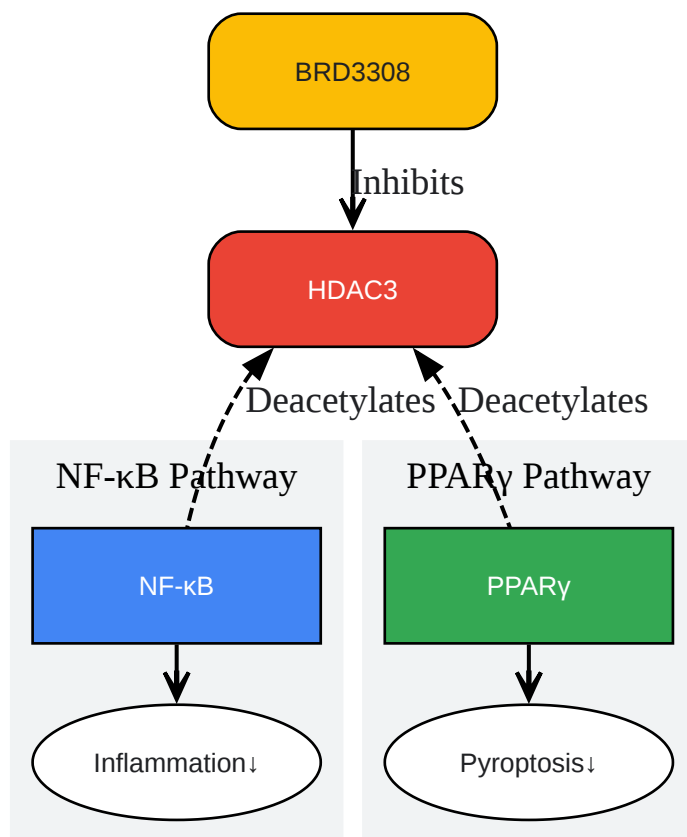 BRD3308
Inhibits
HDAC3
Deacetylates
Deacetylates
NF-κB Pathway
PPARγ Pathway
NF-κB
PPARγ
Inflammation↓
Pyroptosis↓